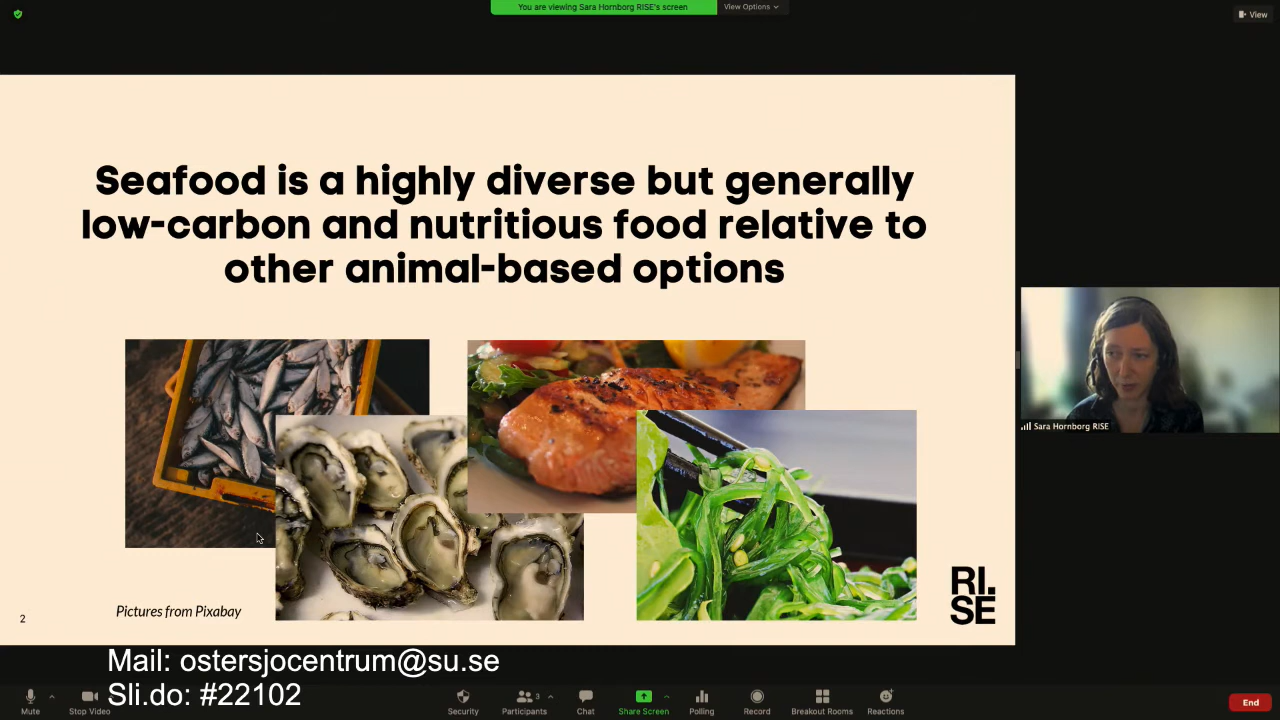 You are viewing Sara Hornborg RISE's screen
View Options
View
Seafood is a highly diverse but generally
low-carbon and nutritious food relative to
other animal-based options
Sara Hornborg RISE
Pictures from Pixabay
2
RI.
SE
Mail: ostersjocentrum@su.se
Sli.do: #22102
Mute
Stop Video
Security
Participants
3
Chat
Share Screen
Polling
Record
Breakout Rooms
Reactions
End